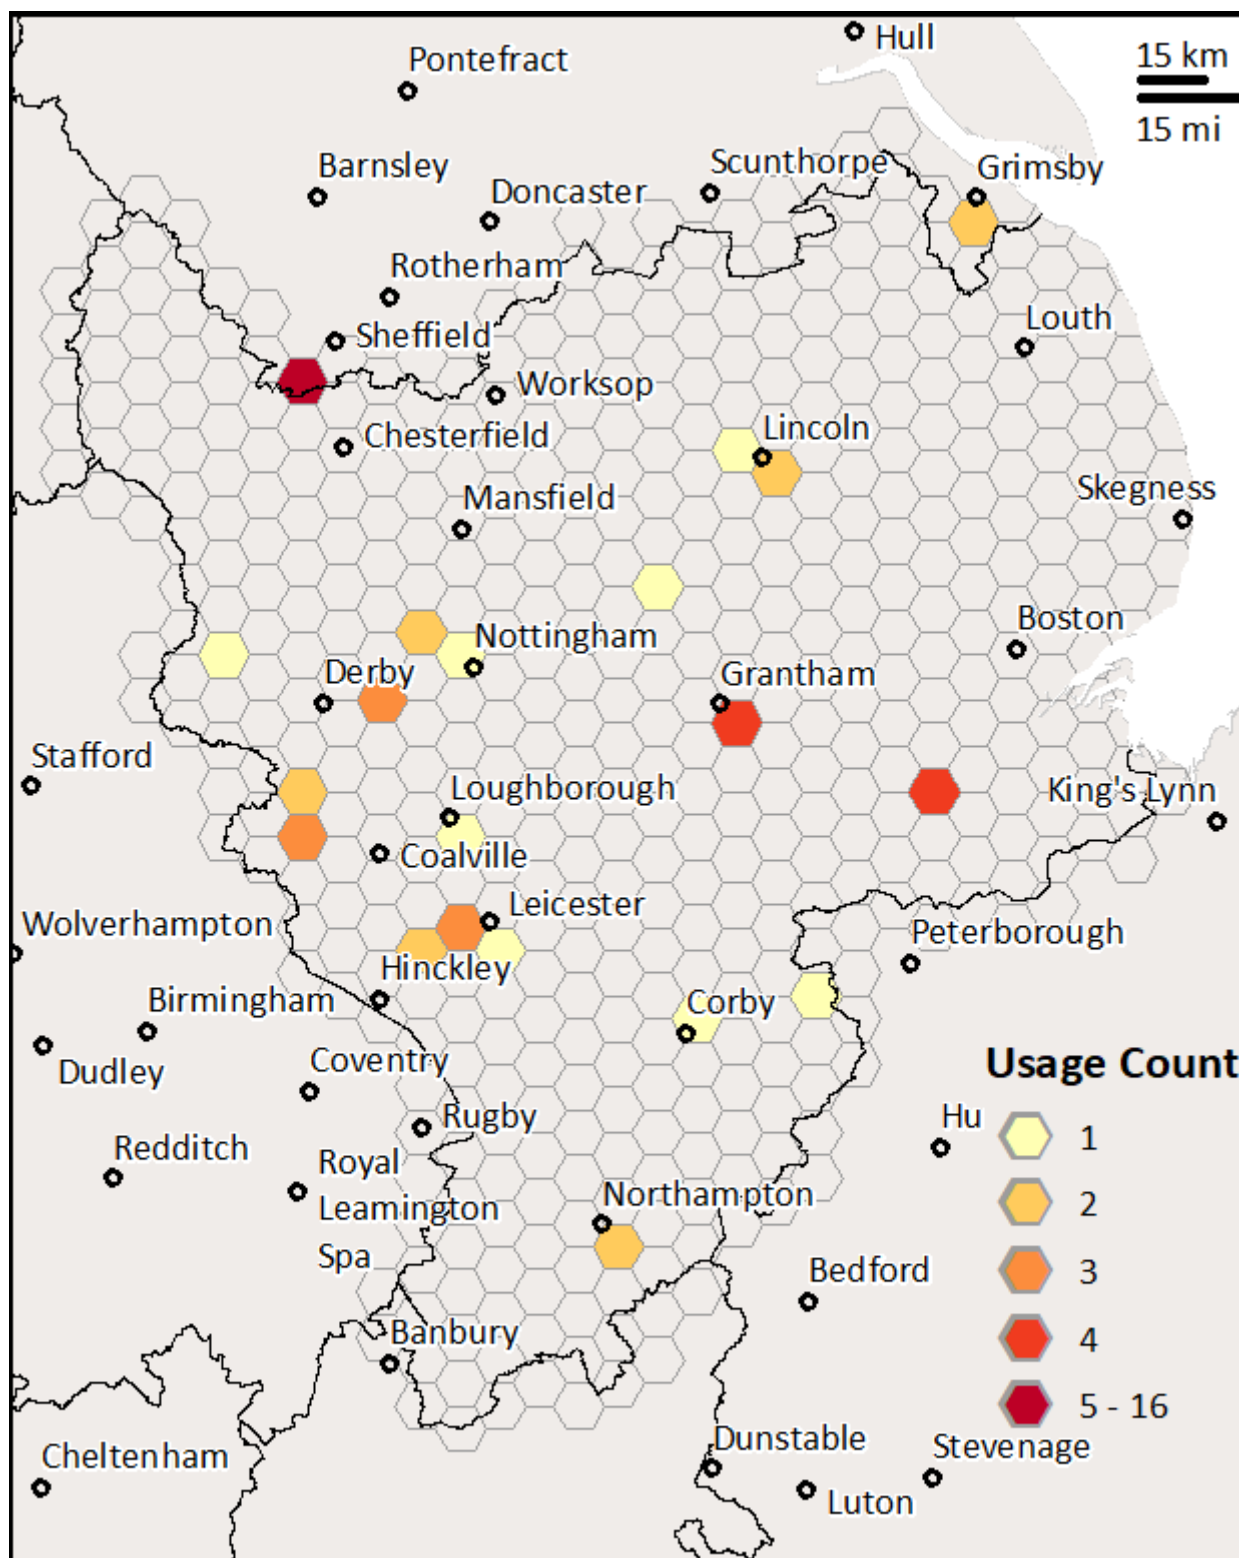 Hull
15 km
15 mi
Pontefract
Barnsley
Doncaster
Scunthorpe
Grimsby
Rotherham
Sheffield
Louth
Worksop
Chesterfield
Lincoln
Mansfield
Skegness
Nottingham
Boston
Derby
Grantham
Stafford
Loughborough
King's Lynn
Coalville
Wolverhampton
Leicester
Peterborough
Hinckley
Birmingham
Corby
Dudley
Coventry
Usage Count
Rugby
Hu
1
Redditch
Royal
Leamington
Spa
Northampton
2
Bedford
3
Banbury
4
5 - 16
Cheltenham
Dunstable
Stevenage
Luton